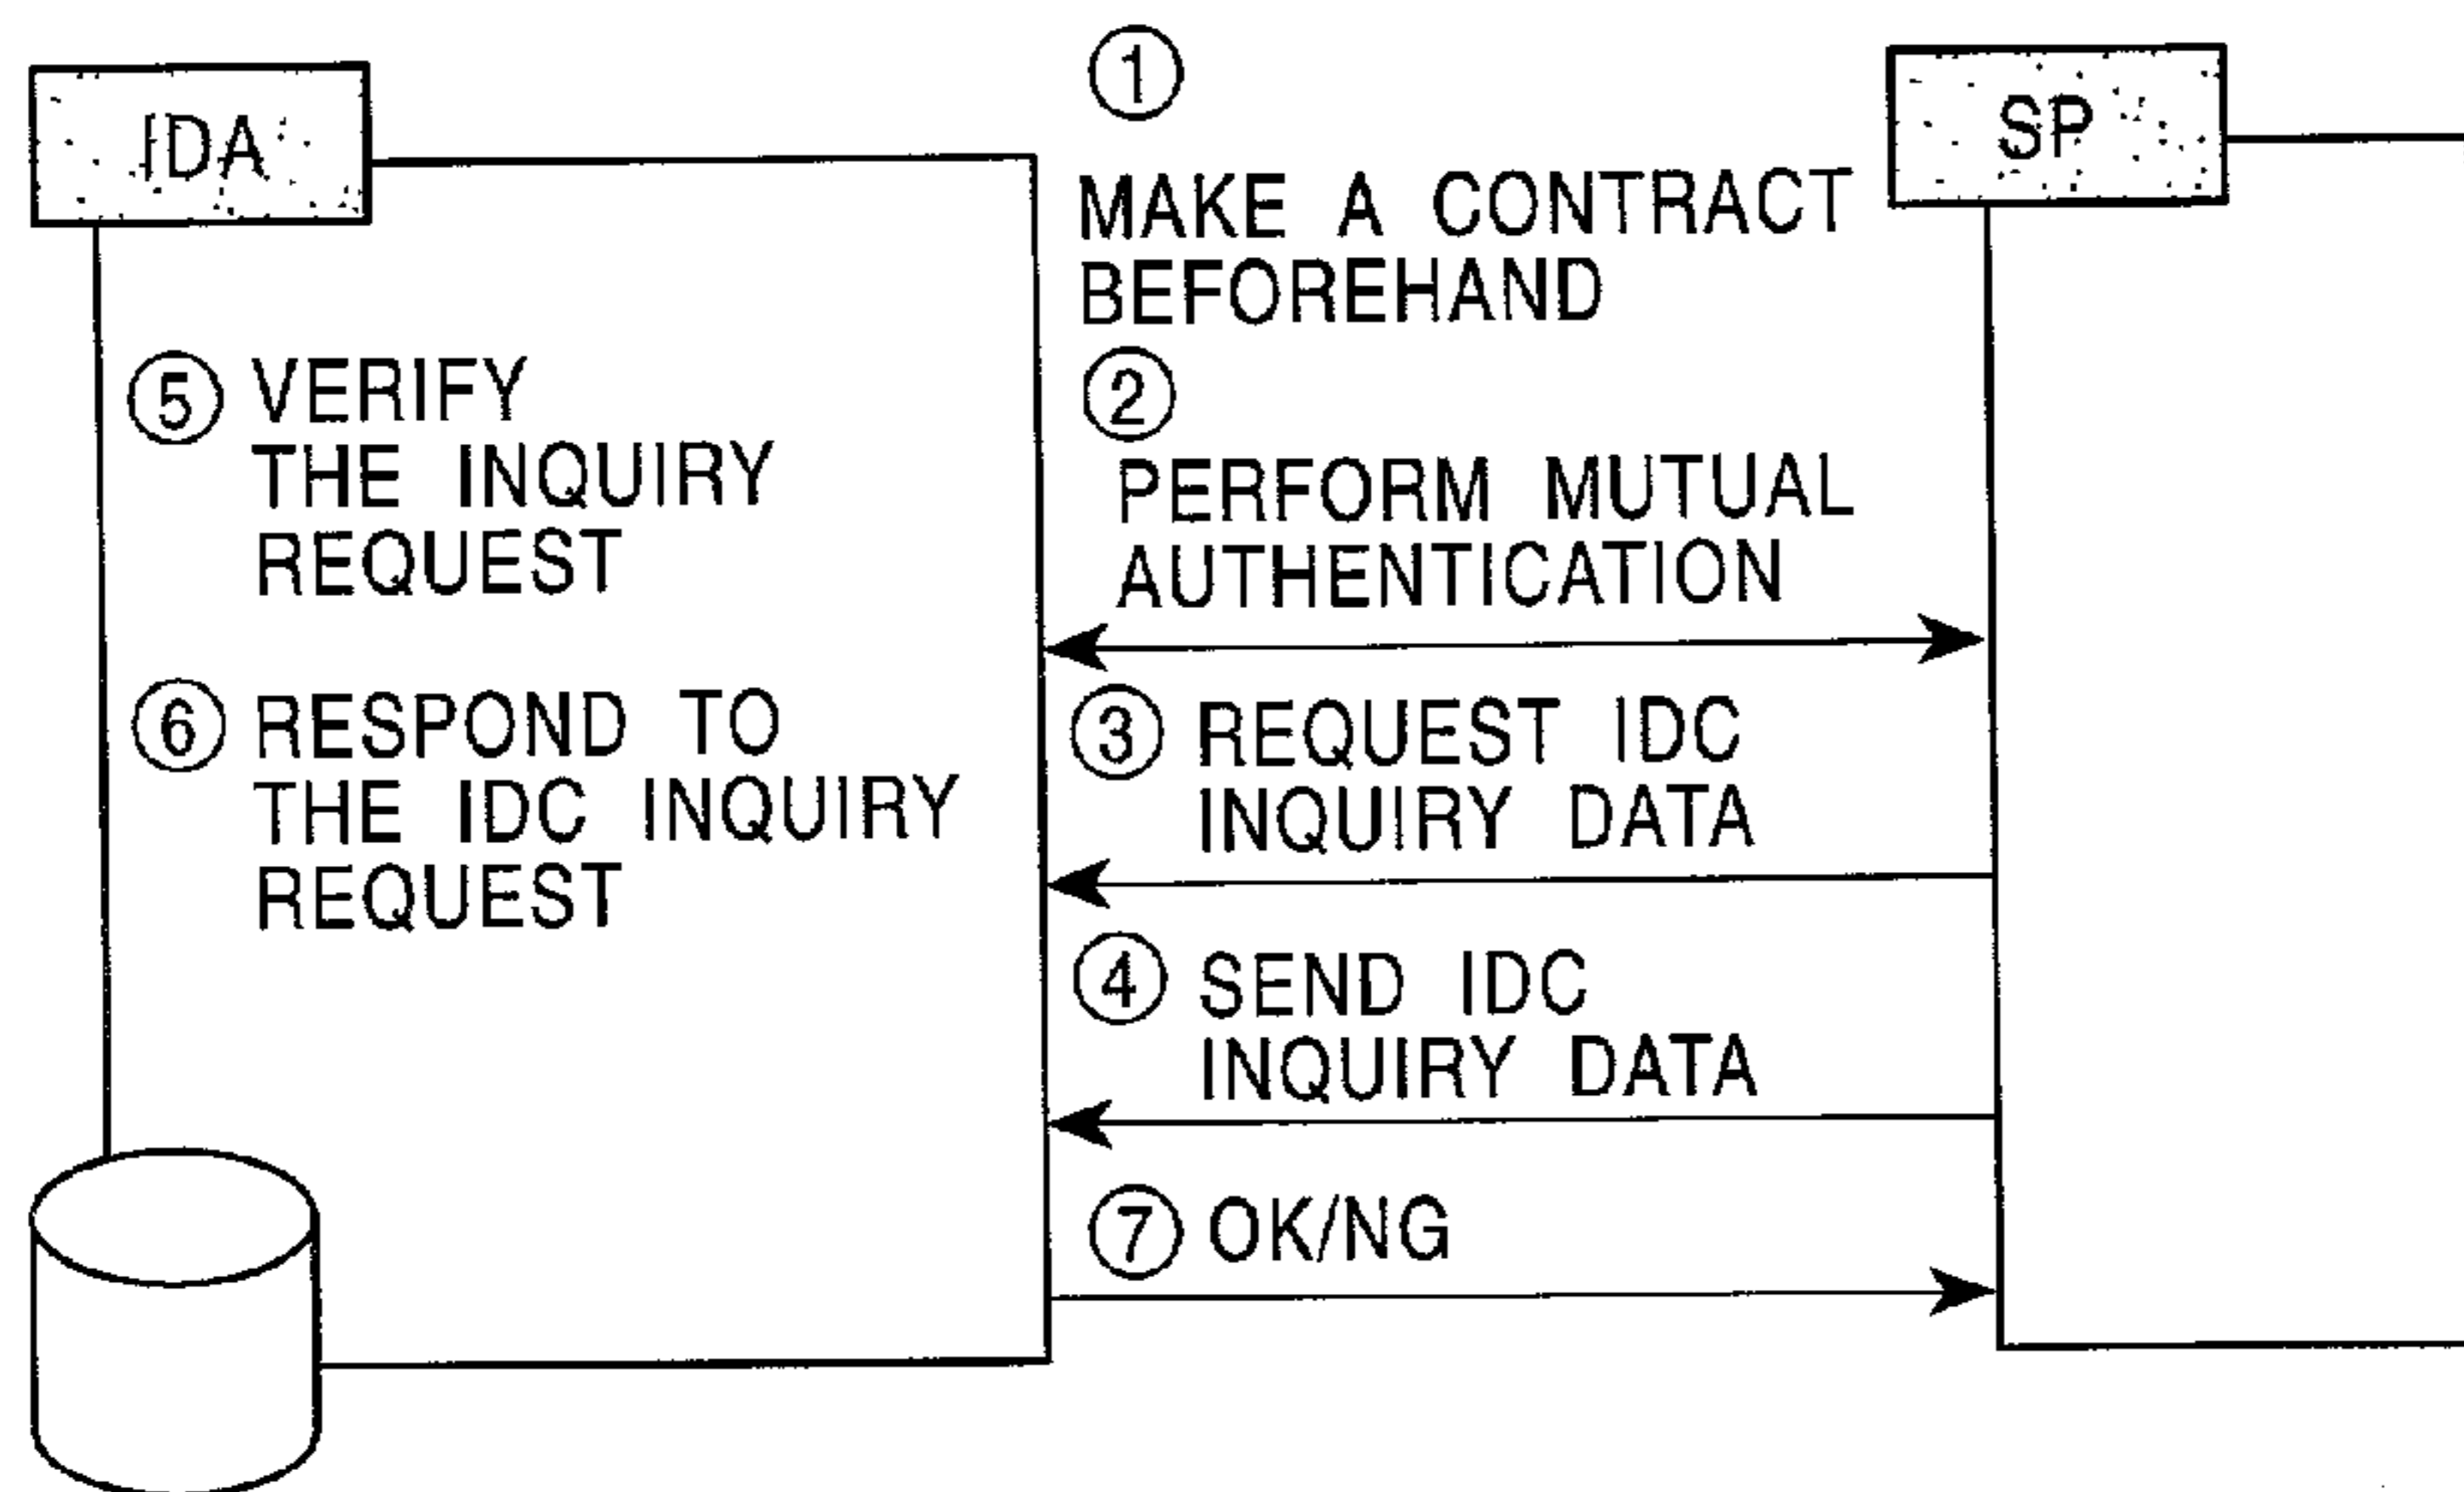 IDA
SP
①
MAKE A CONTRACT
BEFOREHAND
②
PERFORM MUTUAL
AUTHENTICATION
③ REQUEST IDC
INQUIRY DATA
④ SEND IDC
INQUIRY DATA
⑤ VERIFY
THE INQUIRY
REQUEST
⑥ RESPOND TO
THE IDC INQUIRY
REQUEST
⑦ OK/NG